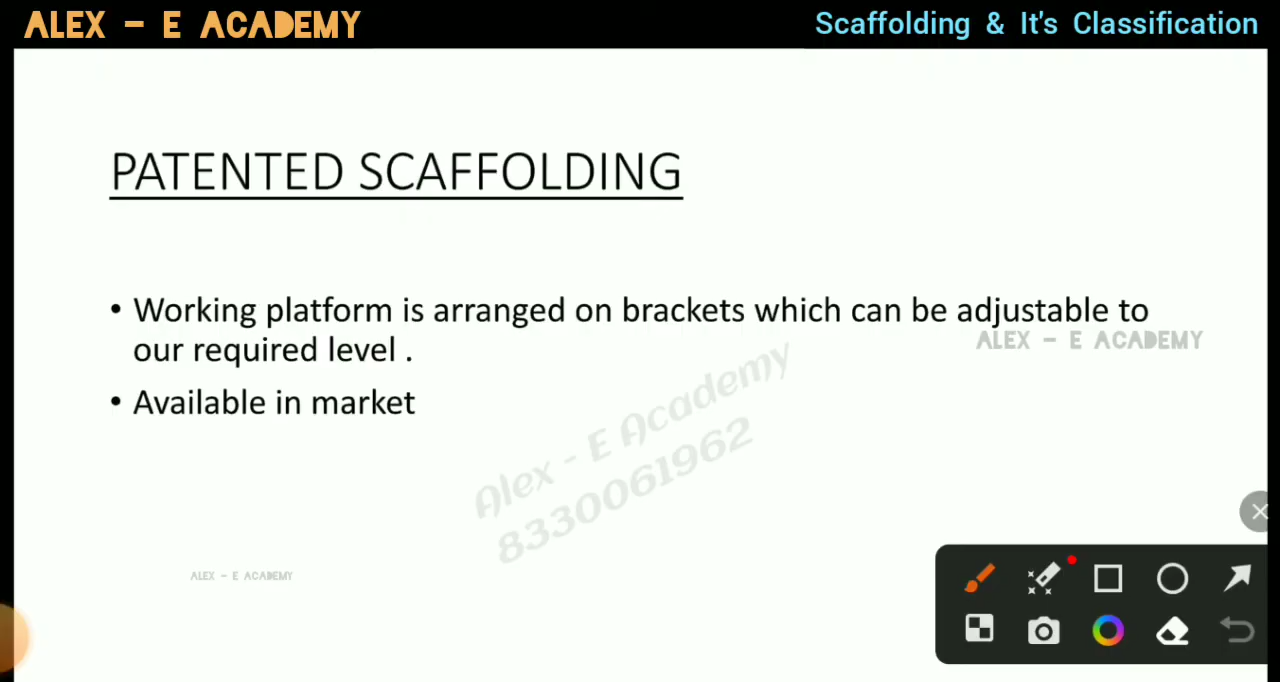 ALEX - E ACADEMY
Scaffolding & It's Classification
PATENTED SCAFFOLDING
• Working platform is arranged on brackets which can be adjustable to
our required level .
ALEX - E ACADEMY
• Available in market
Alex - E Academy
8330061962
ALEX - E ACADEMY